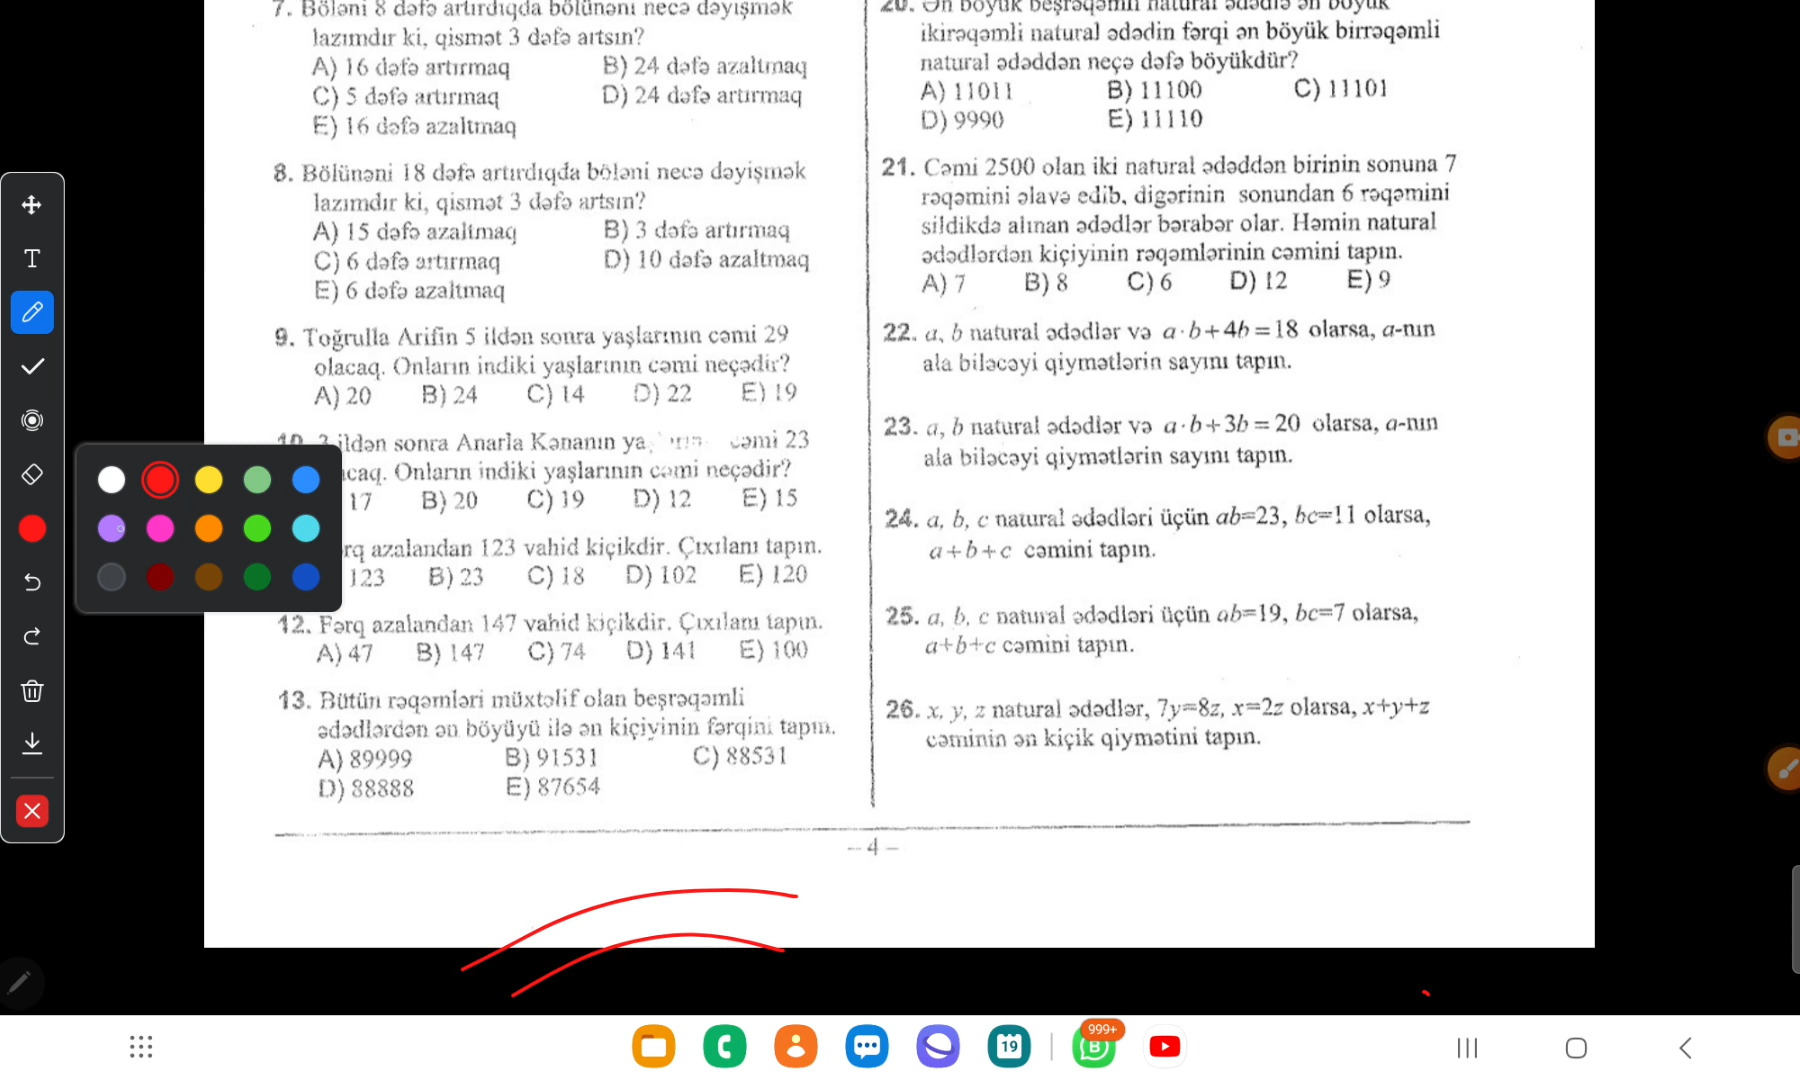 7. Böləni 8 dəfə artırdıqda bölünəni necə dəyişmək
lazımdır ki, qismət 3 dəfə artsın?
A) 16 dəfə artırmaq B) 24 dəfə azaltmaq
C) 5 dəfə artırmaq D) 24 dəfə artırmaq
E) 16 dəfə azaltmaq
8. Bölünəni 18 dəfə artırdıqda böləni necə dəyişmək
lazımdır ki, qismət 3 dəfə artsın?
A) 15 dəfə azaltmaq B) 3 dəfə artırmaq
C) 6 dəfə artırmaq D) 10 dəfə azaltmaq
E) 6 dəfə azaltmaq
9. Toğrulla Arifin 5 ildən sonra yaşlarının cəmi 29
olacaq. Onların indiki yaşlarının cəmi neçədir?
A) 20 B) 24 C) 14 D) 22 E) 19
10. 2 ildən sonra Anarla Kənanın cəmi 23
acaq. Onların indiki yaşlarının cəmi neçədir?
17 B) 20 C) 19 D) 12 E) 15
rq azalandan 123 vahid kiçikdir. Çıxılanı tapın.
123 B) 23 C) 18 D) 102 E) 120
12. Fərq azalandan 147 vahid kiçikdir. Çıxılanı tapın.
A) 47 B) 147 C) 74 D) 141 E) 100
13. Bütün rəqəmləri müxtəlif olan beşrəqəmli
ədədlərdən ən böyüyü ilə ən kiçiyinin fərqini tapın.
A) 89999 B) 91531 C) 88531
D) 88888 E) 87654
20. Ən böyük beşrəqəmli natural ədədlə ən böyük
ikirəqəmli natural ədədin fərqi ən böyük birrəqəmli
natural ədəddən neçə dəfə böyükdür?
A) 11011 B) 11100 C) 11101
D) 9990 E) 11110
21. Cəmi 2500 olan iki natural ədəddən birinin sonuna 7
rəqəmini əlavə edib, digərinin sonundan 6 rəqəmini
sildikdə alınan ədədlər bərabər olar. Həmin natural
ədədlərdən kiçiyinin rəqəmlərinin cəmini tapın.
A) 7 B) 8 C) 6 D) 12 E) 9
22. a, b natural ədədlər və a·b+4b=18 olarsa, a-nın
ala biləcəyi qiymətlərin sayını tapın.
23. a, b natural ədədlər və a·b+3b=20 olarsa, a-nın
ala biləcəyi qiymətlərin sayını tapın.
24. a, b, c natural ədədləri üçün ab=23, bc=11 olarsa,
a+b+c cəmini tapın.
25. a, b, c natural ədədləri üçün ab=19, bc=7 olarsa,
a+b+c cəmini tapın.
26. x, y, z natural ədədlər, 7y=8z, x=2z olarsa, x+y+z
cəminin ən kiçik qiymətini tapın.
– 4 –
T
19
999+
B